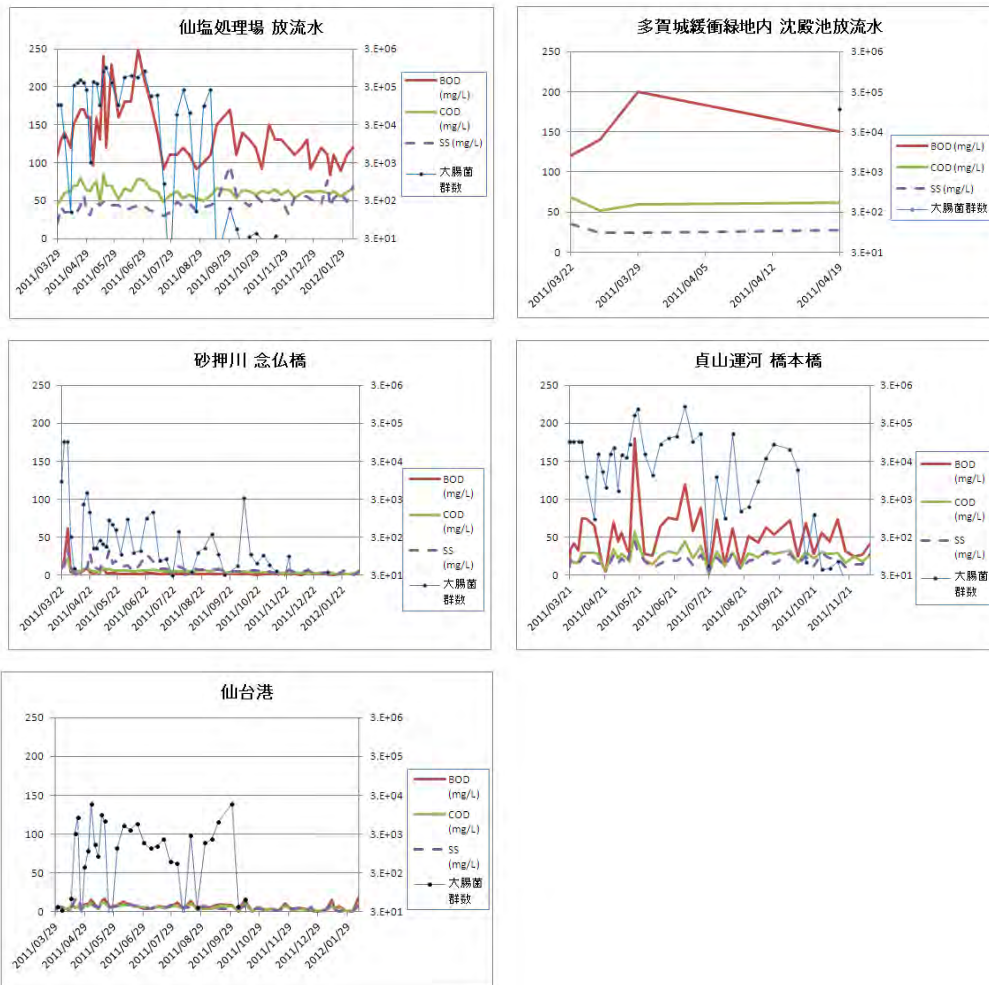 仙塩処理場 放流水
250
200
150
100
50
0
3.E+06
3.E+05
3.E+04
3.E+03
3.E+02
3.E+01
2011/03/29
2011/04/29
2011/05/29
2011/06/29
2011/07/29
2011/08/29
2011/09/29
2011/10/29
2011/11/29
2011/12/29
2012/01/29
BOD
(mg/L)
COD
(mg/L)
SS (mg/L)
大腸菌
群数
多賀城緩衝緑地内 沈殿池放流水
250
200
150
100
50
0
3.E+06
3.E+05
3.E+04
3.E+03
3.E+02
3.E+01
2011/03/22
2011/03/29
2011/04/05
2011/04/12
2011/04/19
BOD (mg/L)
COD (mg/L)
SS (mg/L)
大腸菌群数
砂押川 念仏橋
250
200
150
100
50
0
3.E+06
3.E+05
3.E+04
3.E+03
3.E+02
3.E+01
2011/03/22
2011/04/22
2011/05/22
2011/06/22
2011/07/22
2011/08/22
2011/09/22
2011/10/22
2011/11/22
2011/12/22
2012/01/22
BOD
(mg/L)
COD
(mg/L)
SS
(mg/L)
大腸菌
群数
貞山運河 橋本橋
250
200
150
100
50
0
3.E+06
3.E+05
3.E+04
3.E+03
3.E+02
3.E+01
2011/03/21
2011/04/21
2011/05/21
2011/06/21
2011/07/21
2011/08/21
2011/09/21
2011/10/21
2011/11/21
BOD
(mg/L)
COD
(mg/L)
SS
(mg/L)
大腸菌
群数
仙台港
250
200
150
100
50
0
3.E+06
3.E+05
3.E+04
3.E+03
3.E+02
3.E+01
2011/03/29
2011/04/29
2011/05/29
2011/06/29
2011/07/29
2011/08/29
2011/09/29
2011/10/29
2011/11/29
2011/12/29
2012/01/29
BOD
(mg/L)
COD
(mg/L)
SS
(mg/L)
大腸菌
群数